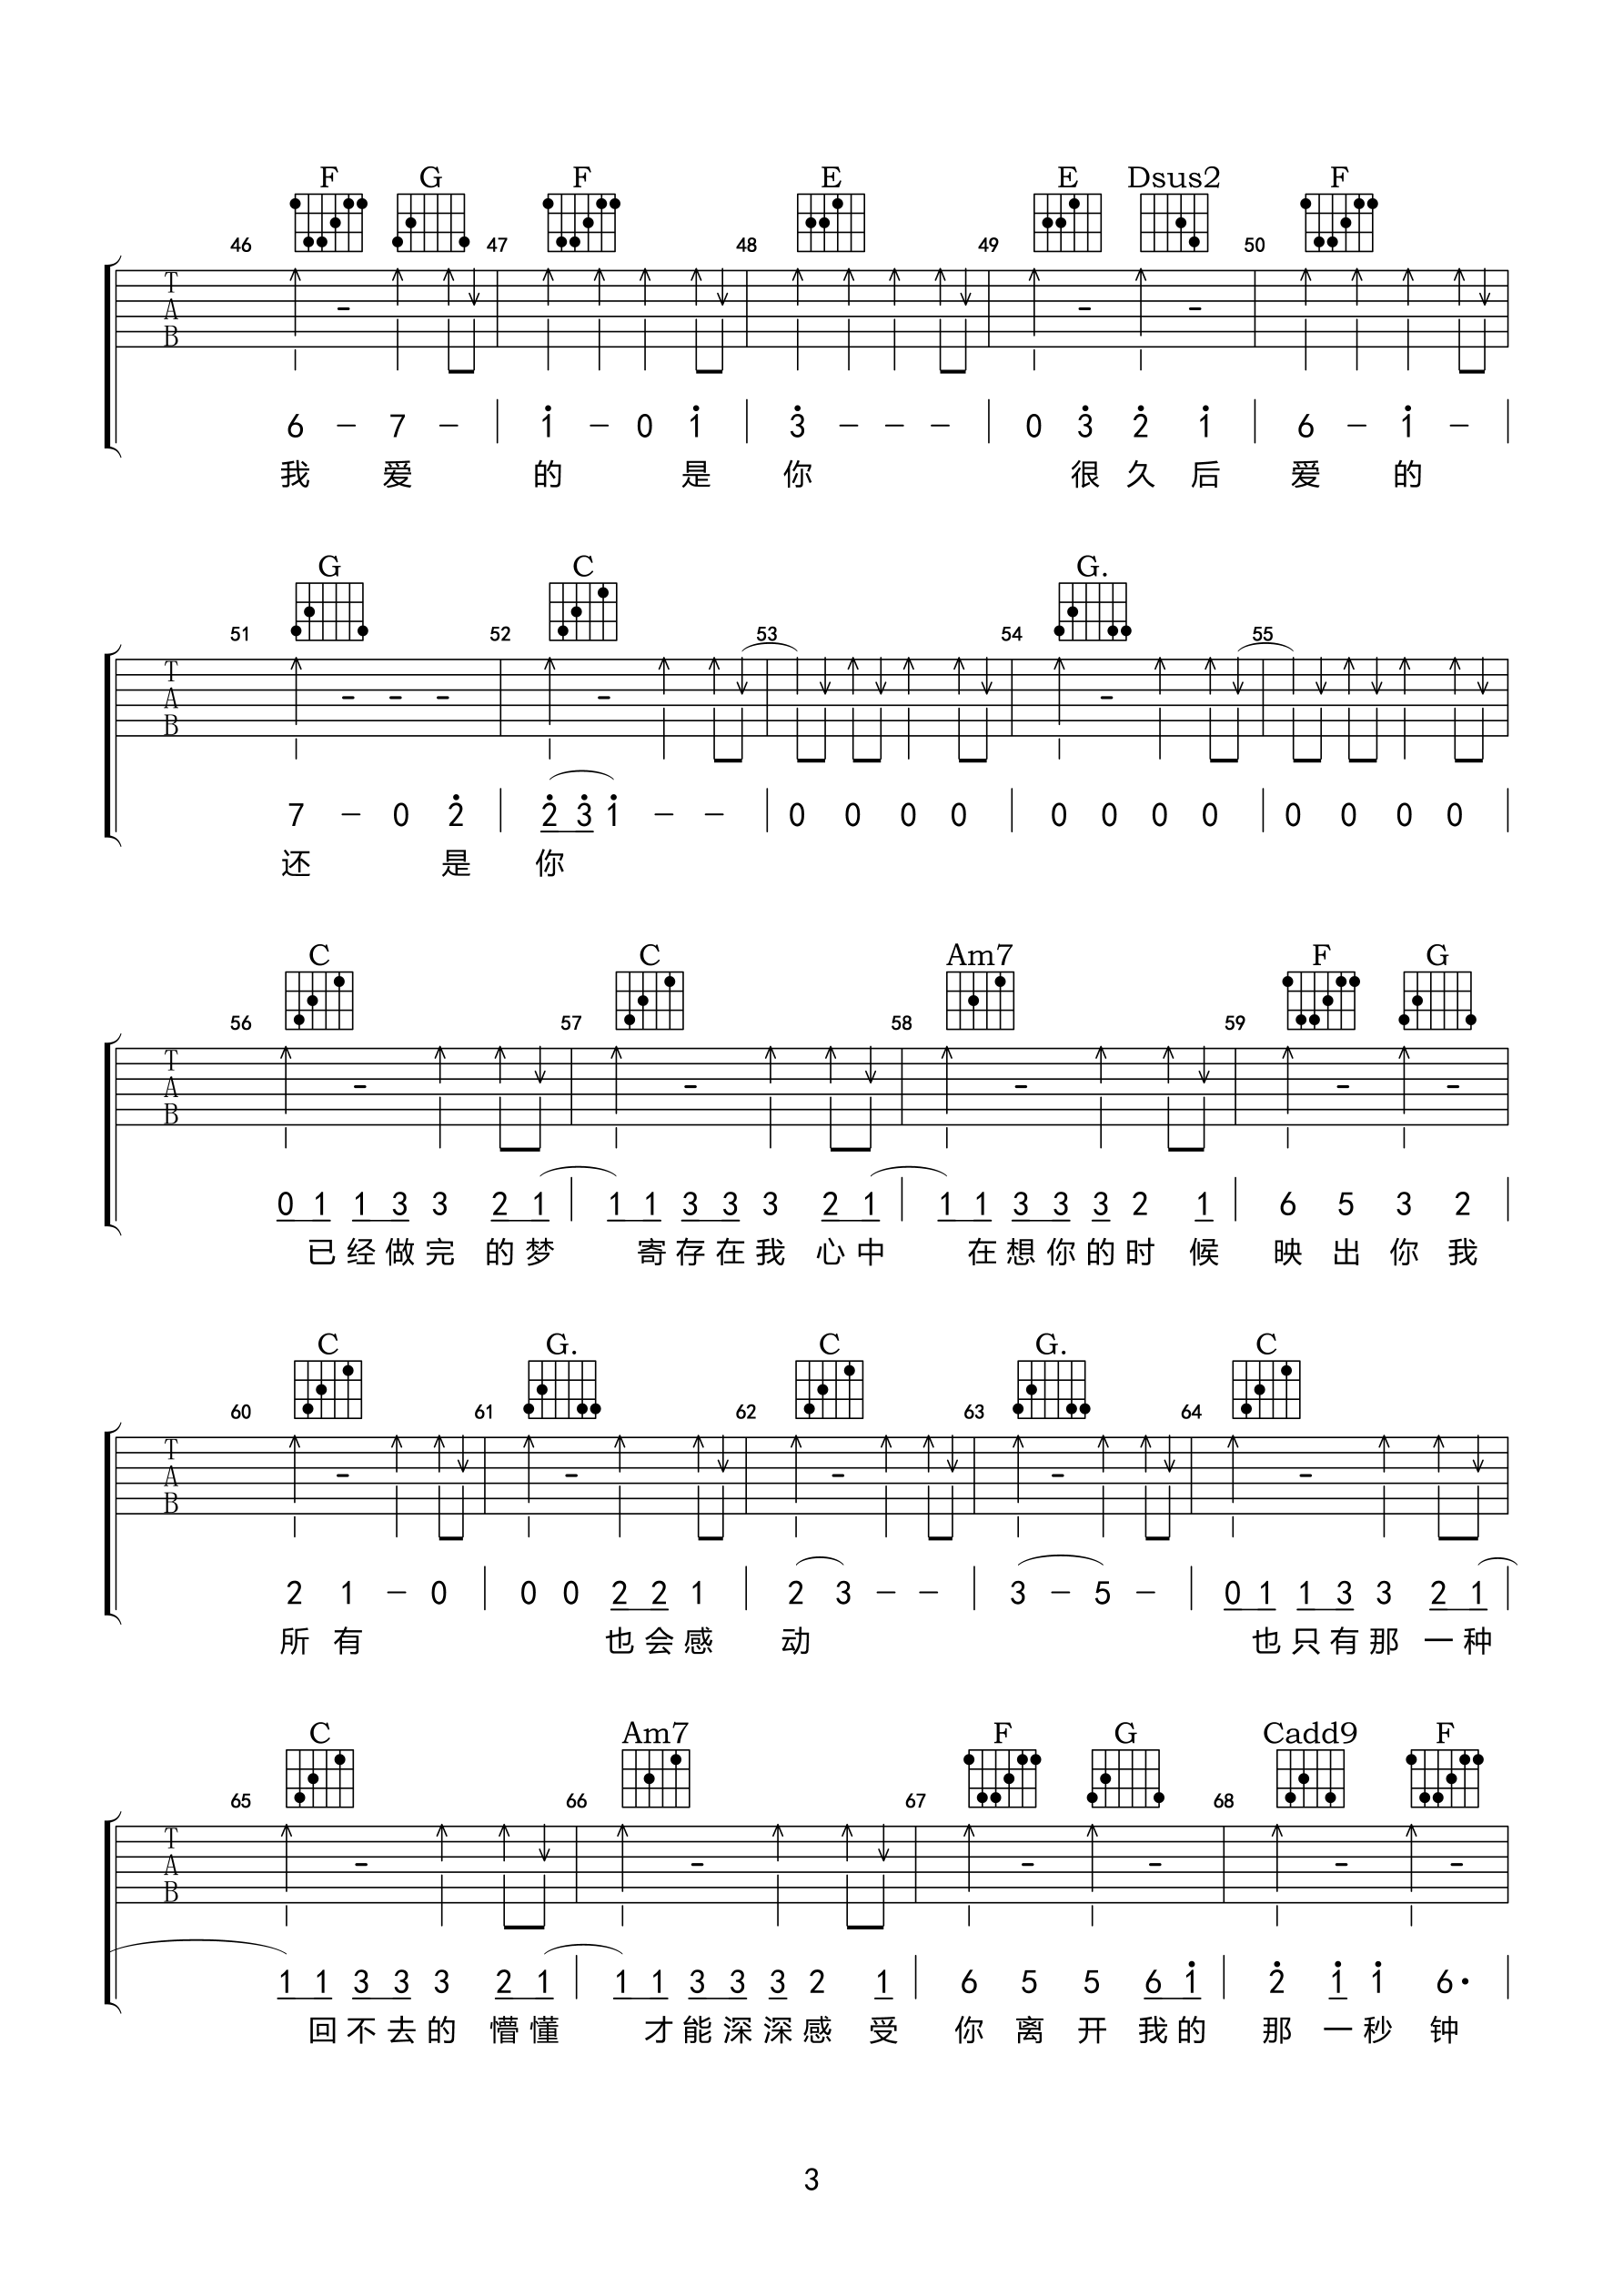 F G F E E Dsus2 F
46 47 48 49 50
T
A
B
6 – 7 – | 1̇ – 0 1̇ | 3̇ – – – | 0 3̇ 2̇ 1̇ | 6 – 1̇ – |
我 爱 的 是 你 很 久 后 爱 的
G C G.
51 52 53 54 55
T
A
B
7 – 0 2̇ | 2̇ 3̇ 1̇ – – | 0 0 0 0 | 0 0 0 0 | 0 0 0 0 |
还 是 你
C C Am7 F G
56 57 58 59
T
A
B
0 1 1 3 3 2 1 | 1 1 3 3 3 2 1 | 1 1 3 3 3 2 1 | 6 5 3 2 |
已 经 做 完 的 梦 寄 存 在 我 心 中 在 想 你 的 时 候 映 出 你 我
C G. C G. C
60 61 62 63 64
T
A
B
2 1 – 0 | 0 0 2 2 1 | 2 3 – – | 3 – 5 – | 0 1 1 3 3 2 1 |
所 有 也 会 感 动 也 只 有 那 一 种
C Am7 F G Cadd9 F
65 66 67 68
T
A
B
1 1 3 3 3 2 1 | 1 1 3 3 3 2 1 | 6 5 5 6 1̇ | 2̇ 1̇ 1̇ 6· |
回 不 去 的 懵 懂 才 能 深 深 感 受 你 离 开 我 的 那 一 秒 钟
3